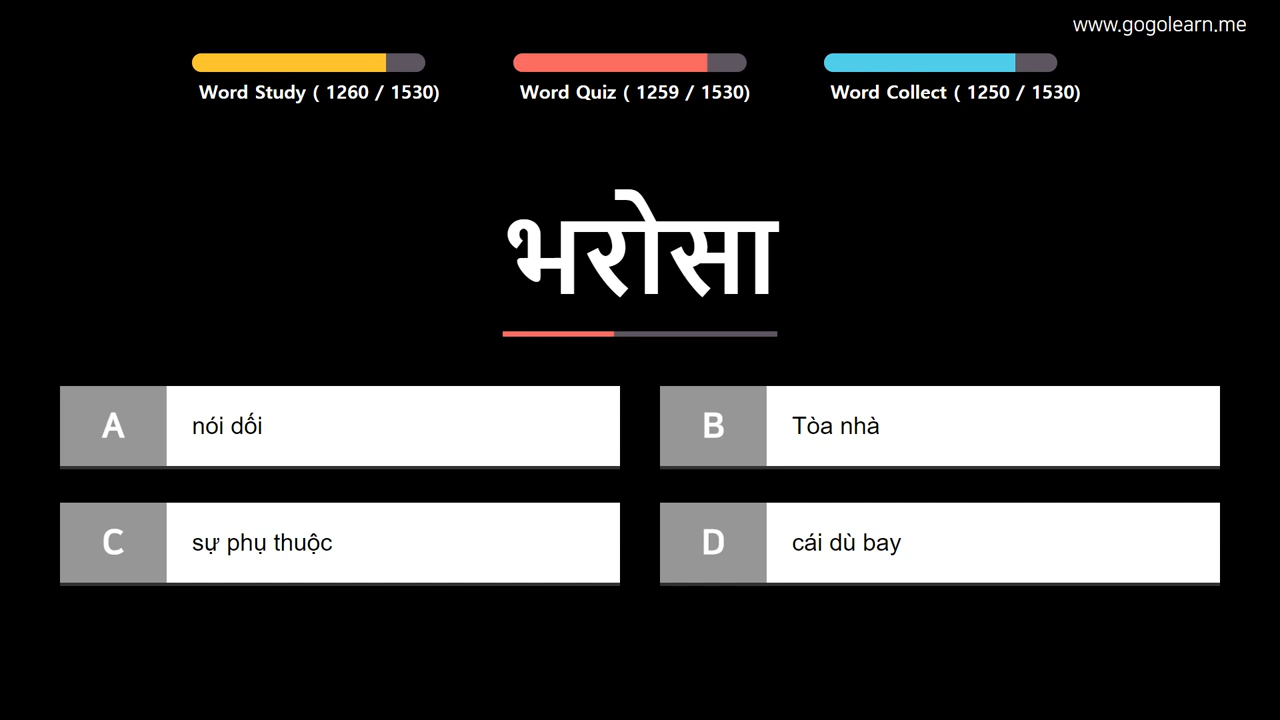 www.gogolearn.me
Word Study ( 1260 / 1530)
Word Quiz ( 1259 / 1530)
Word Collect ( 1250 / 1530)
भरोसा
A nói dối
B Tòa nhà
C sự phụ thuộc
D cái dù bay